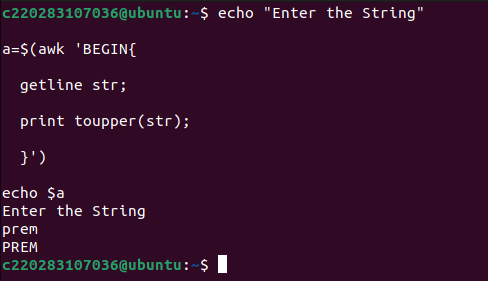 c220283107036@ubuntu:~$ echo "Enter the String"
a=$(awk 'BEGIN{
getline str;
print toupper(str);
}')
echo $a
Enter the String
prem
PREM
c220283107036@ubuntu:~$